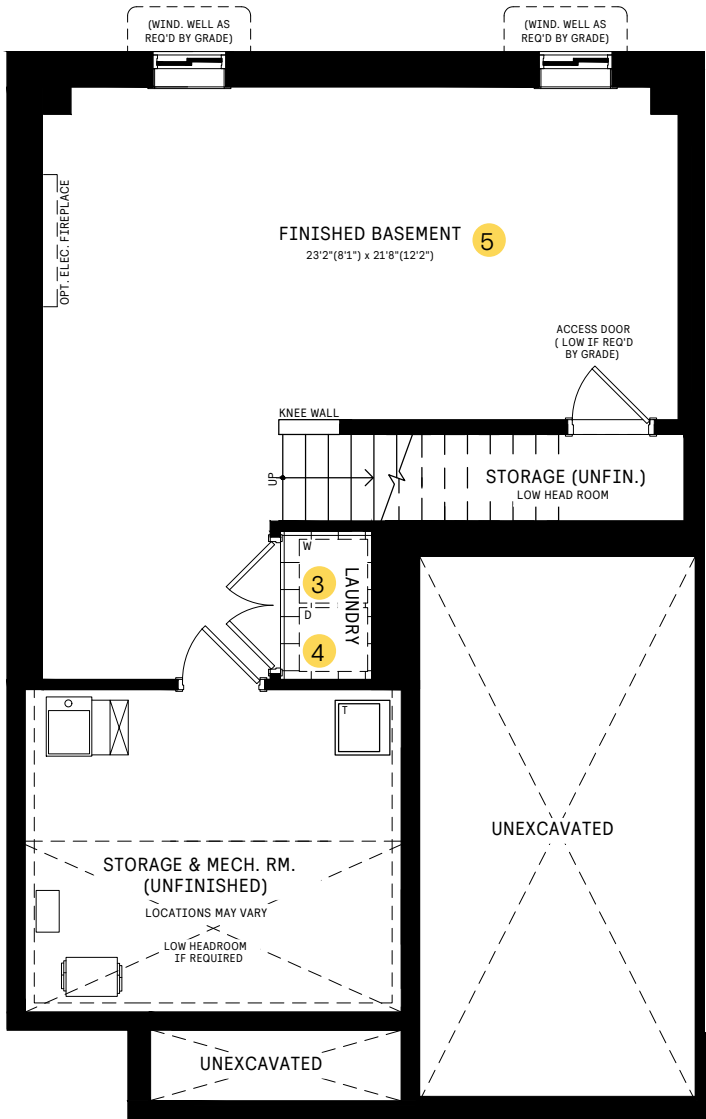 (WIND. WELL AS
REQ'D BY GRADE)
(WIND. WELL AS
REQ'D BY GRADE)
OPT. ELEC. FIREPLACE
FINISHED BASEMENT
5
23'2"(8'1") x 21'8"(12'2")
ACCESS DOOR
( LOW IF REQ'D
BY GRADE)
KNEE WALL
UP
STORAGE (UNFIN.)
LOW HEAD ROOM
W
3
LAUNDRY
D
4
T
UNEXCAVATED
STORAGE & MECH. RM.
(UNFINISHED)
LOCATIONS MAY VARY
LOW HEADROOM
IF REQUIRED
UNEXCAVATED